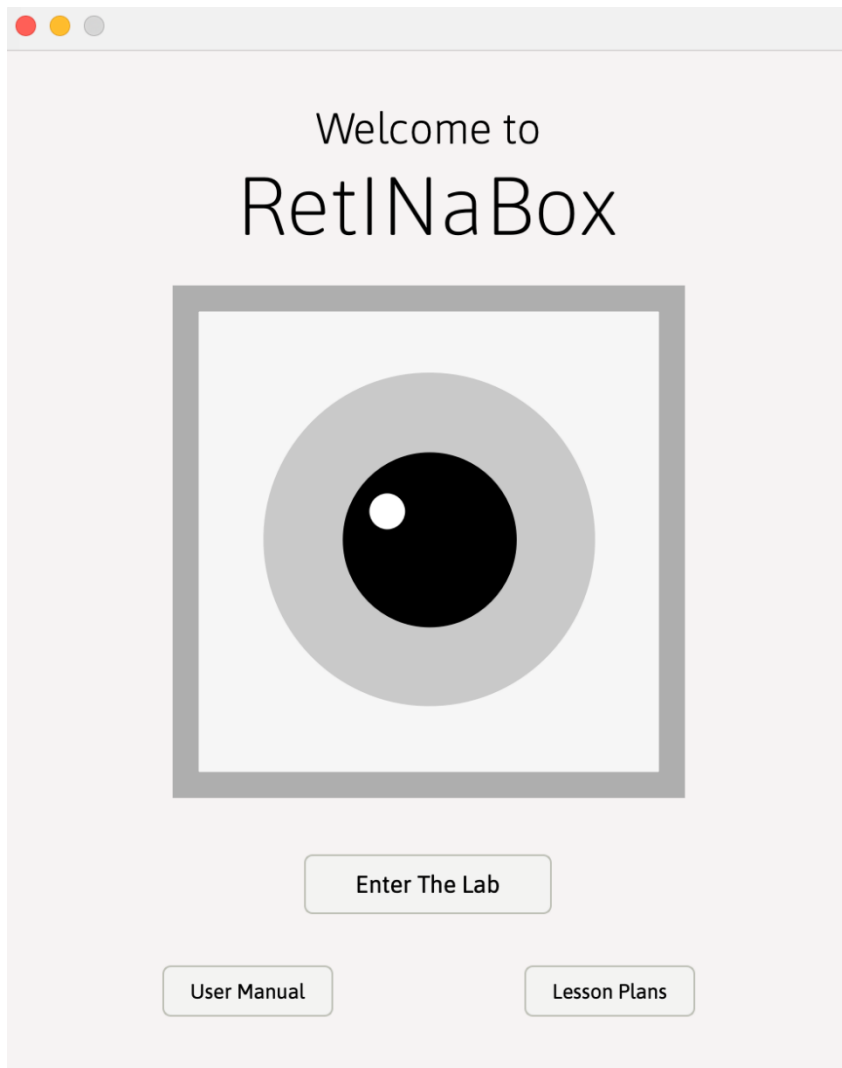 Welcome to
RetINaBox
Enter The Lab
User Manual
Lesson Plans